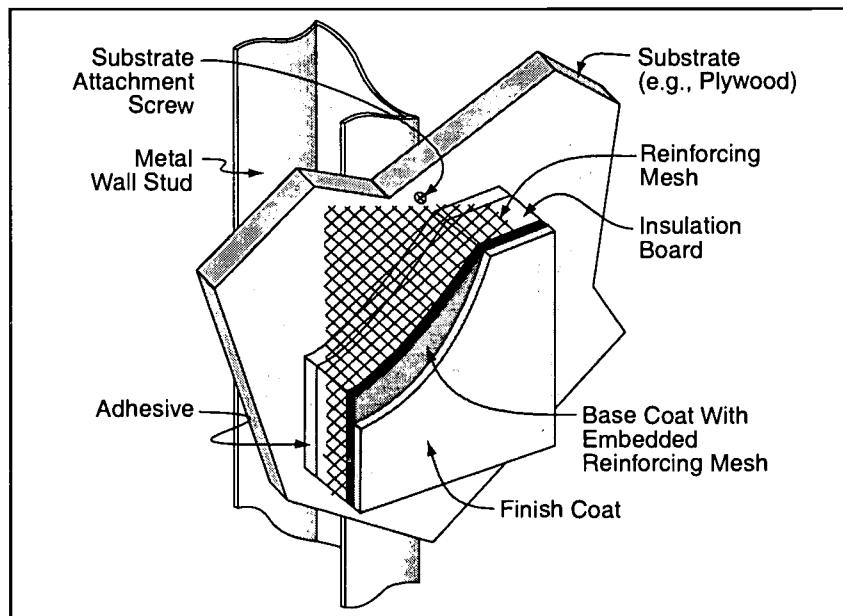 Substrate
Attachment
Screw
Metal
Wall Stud
Adhesive
Substrate
(e.g., Plywood)
Reinforcing
Mesh
Insulation
Board
Base Coat With
Embedded
Reinforcing Mesh
Finish Coat